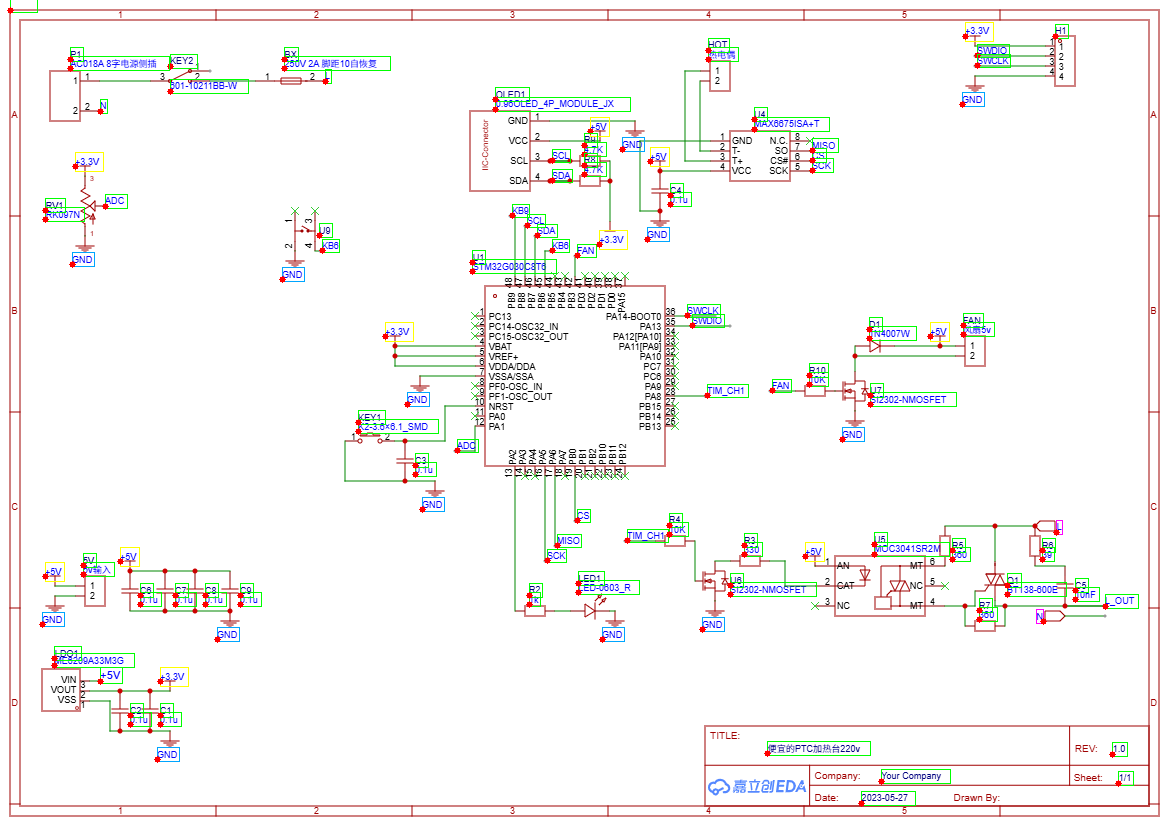 1 2 3 4 5
A
B
C
D
P1
AC018A 8字电源侧插
1 1
2 2 N
KEY2
3 2
601-10211BB-W
BX
250V 2A 脚距10自恢复
1 2 L
OLED1
0.96OLED_4P_MODULE_JX
IIC-Connector
GND 1
VCC 2
SCL 3 SCL
SDA 4 SDA
+5V
R9
4.7K
R8
4.7K
+3.3V
GND
HOT
热电偶
1
2
U4
MAX6675ISA+T
1 GND N.C. 8
2 T- SO 7 MISO
3 T+ CS# 6 CS
4 VCC SCK 5 SCK
+5V
C4
0.1u
GND
+3.3V
SWDIO
SWCLK
GND
H1
1 1
2 2
3 3
4 4
+3.3V
3
RV1
RK097N
ADC
1
GND
1 3
2 4
U9
KB6
GND
KB9
SCL
SDA
KB6
FAN
U1
STM32G030C8T6
48 47 46 45 44 43 42 41 40 39 38 37
PB9 PB8 PB7 PB6 PB5 PB4 PB3 PD3 PD2 PD1 PD0 PA15
1 PC13
2 PC14-OSC32_IN
3 PC15-OSC32_OUT
4 VBAT
5 VREF+
6 VDDA/DDA
7 VSSA/SSA
8 PF0-OSC_IN
9 PF1-OSC_OUT
10 NRST
11 PA0
12 PA1
PA14-BOOT0 36 SWCLK
PA13 35 SWDIO
PA12[PA10] 34
PA11[PA9] 33
PA10 32
PC7 31
PC6 30
PA9 29
PA8 28 TIM_CH1
PB15 27
PB14 26
PB13 25
PA2 PA3 PA4 PA5 PA6 PA7 PB0 PB1 PB2 PB10 PB11 PB12
13 14 15 16 17 18 19 20 21 22 23 24
+3.3V
GND
KEY1
K2-3.6×6.1_SMD
1 2
C3
0.1u
GND
ADC
CS
MISO
SCK
D1
1N4007W
+5V
FAN
风扇5v
1
2
FAN
R10
10K
U7
SI2302-NMOSFET
GND
+5V
GND
5V
5v输入
1
2
+5V
C6
0.1u
C7
0.1u
C8
0.1u
C9
0.1u
GND
R2
1k
LED1
LED-0603_R
GND
TIM_CH1
R4
10K
R3
330
U6
SI2302-NMOSFET
GND
+5V
U5
MOC3041SR2M
1 AN MT 6
2 CAT NC 5
3 NC MT 4
R5
360
R7
360
Q1
BT138-600E
R6
39
C5
10nF
L
N
L_OUT
LDO1
ME6209A33M3G
VIN 3
VOUT 2
VSS 1
+5V
+3.3V
C2
0.1u
C1
0.1u
GND
TITLE:
便宜的PTC加热台220v
REV: 1.0
嘉立创EDA
Company: Your Company
Sheet: 1/1
Date: 2023-05-27
Drawn By:
1 2 3 4 5